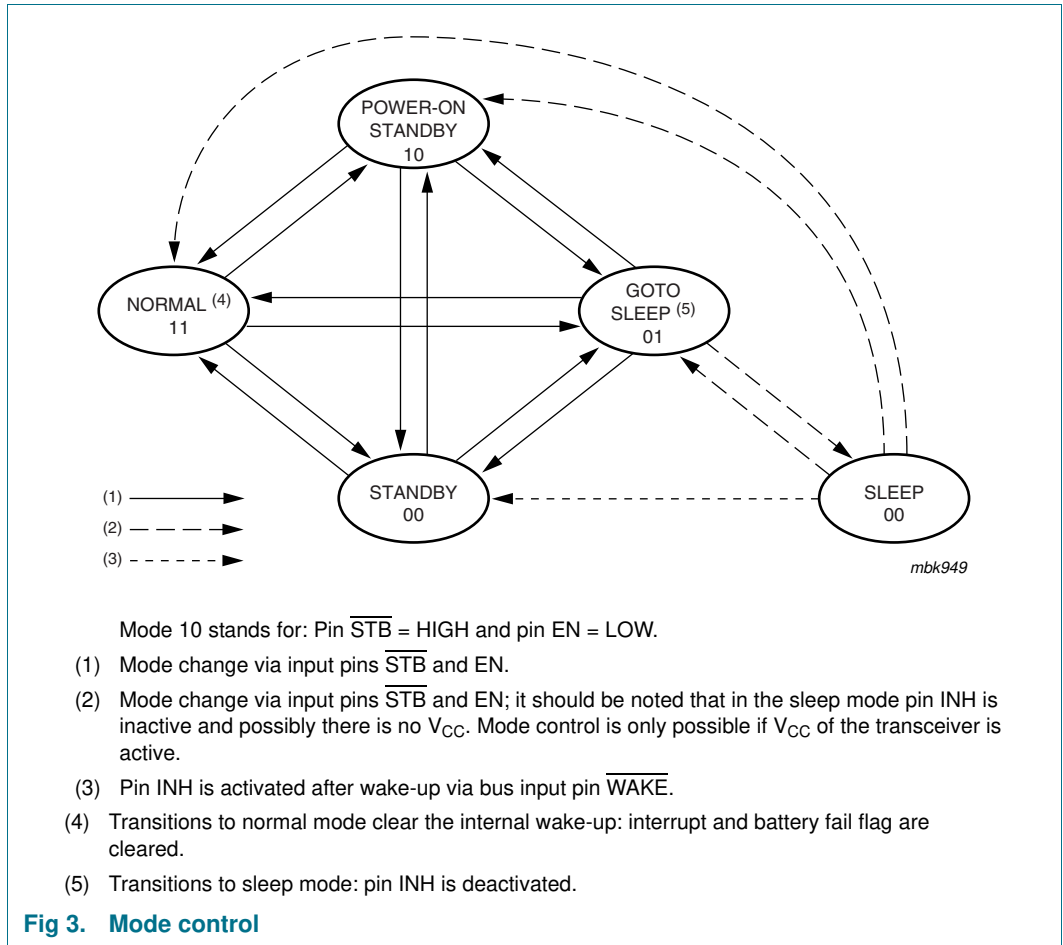 POWER-ON
STANDBY
10
NORMAL (4)
11
GOTO
SLEEP (5)
01
STANDBY
00
SLEEP
00
(1)
(2)
(3)
mbk949
Mode 10 stands for: Pin S̅T̅B̅ = HIGH and pin EN = LOW.
(1) Mode change via input pins S̅T̅B̅ and EN.
(2) Mode change via input pins S̅T̅B̅ and EN; it should be noted that in the sleep mode pin INH is
inactive and possibly there is no VCC. Mode control is only possible if VCC of the transceiver is
active.
(3) Pin INH is activated after wake-up via bus input pin W̅A̅K̅E̅.
(4) Transitions to normal mode clear the internal wake-up: interrupt and battery fail flag are
cleared.
(5) Transitions to sleep mode: pin INH is deactivated.
Fig 3. Mode control